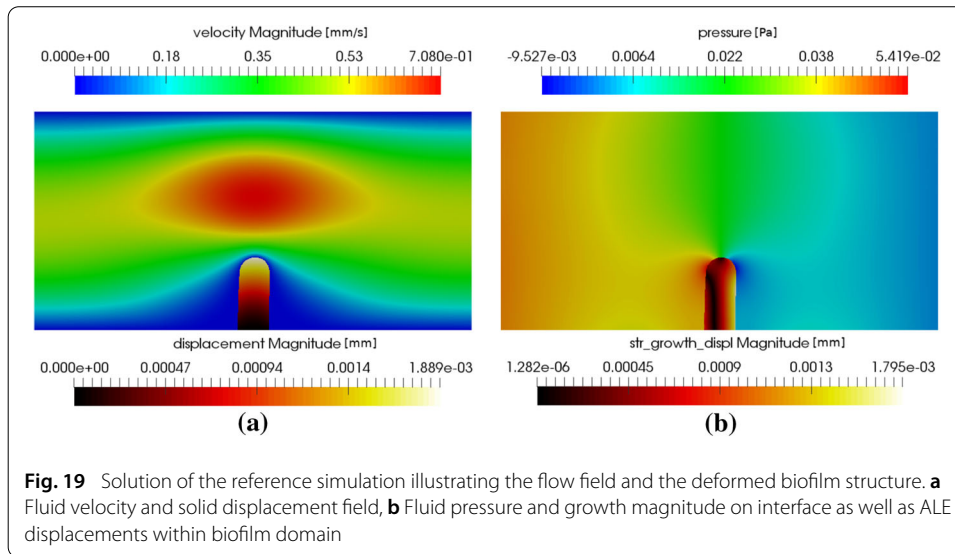 velocity Magnitude [mm/s]
0.000e+00 0.18 0.35 0.53 7.080e-01
displacement Magnitude [mm]
0.000e+00 0.00047 0.00094 0.0014 1.889e-03
(a)
pressure [Pa]
-9.527e-03 0.0064 0.022 0.038 5.419e-02
str_growth_displ Magnitude [mm]
1.282e-06 0.00045 0.0009 0.0013 1.795e-03
(b)
Fig. 19 Solution of the reference simulation illustrating the flow field and the deformed biofilm structure. a
Fluid velocity and solid displacement field, b Fluid pressure and growth magnitude on interface as well as ALE
displacements within biofilm domain